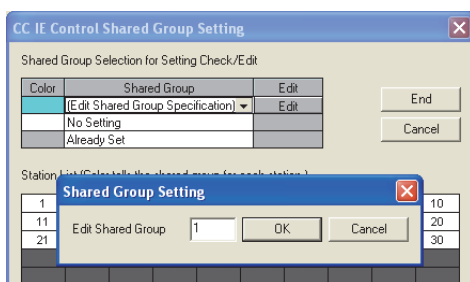 CC IE Control Shared Group Setting
Shared Group Selection for Setting Check/Edit
Color Shared Group Edit
(Edit Shared Group Specification) Edit
No Setting
Already Set
End
Cancel
Station List (Color tells the shared group for each station.)
Shared Group Setting
1 10
11 20
21 30
Edit Shared Group 1 OK Cancel